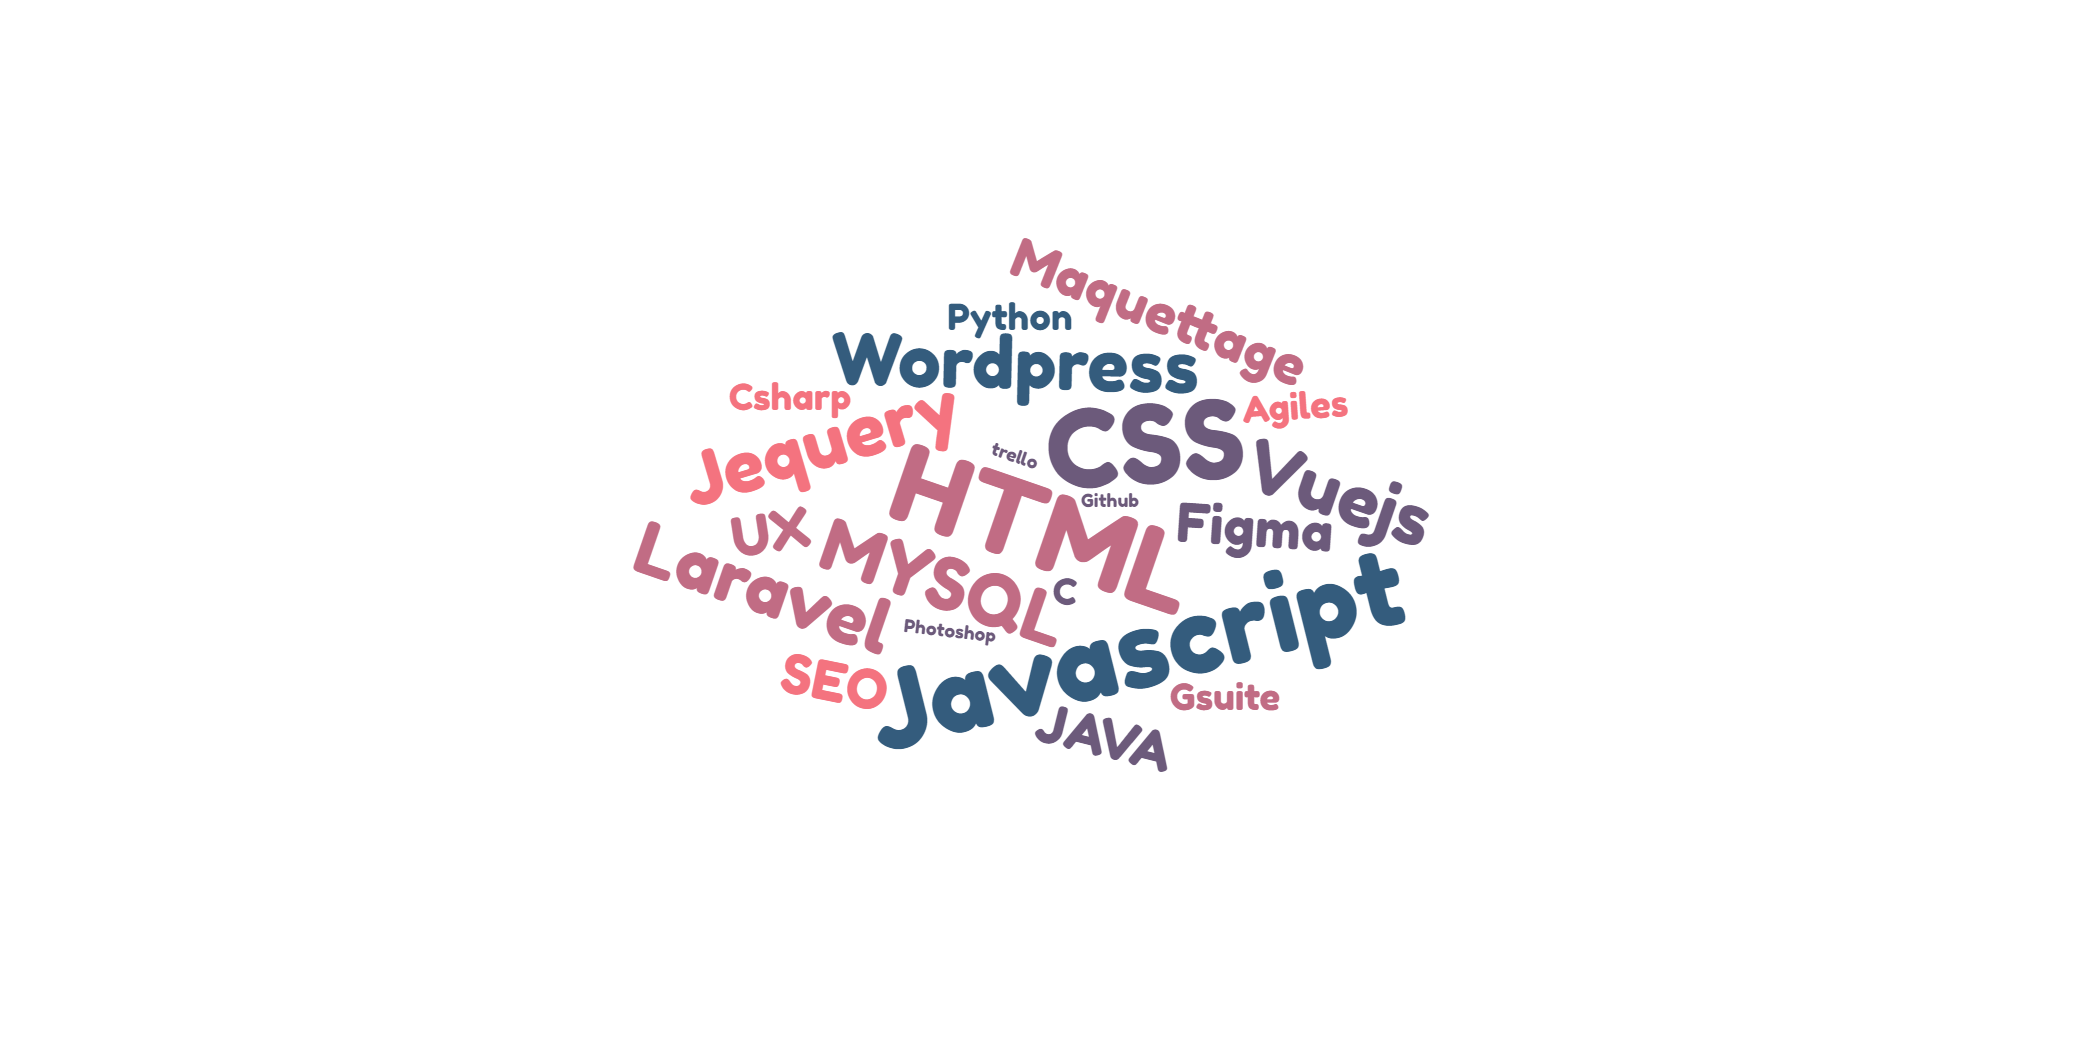 Maquettage
Python
Wordpress
Csharp
Agiles
Jequery
CSS
trello
Vuejs
HTML
Github
Figma
UX
MYSQL
Laravel
C
Photoshop
Javascript
SEO
Gsuite
JAVA